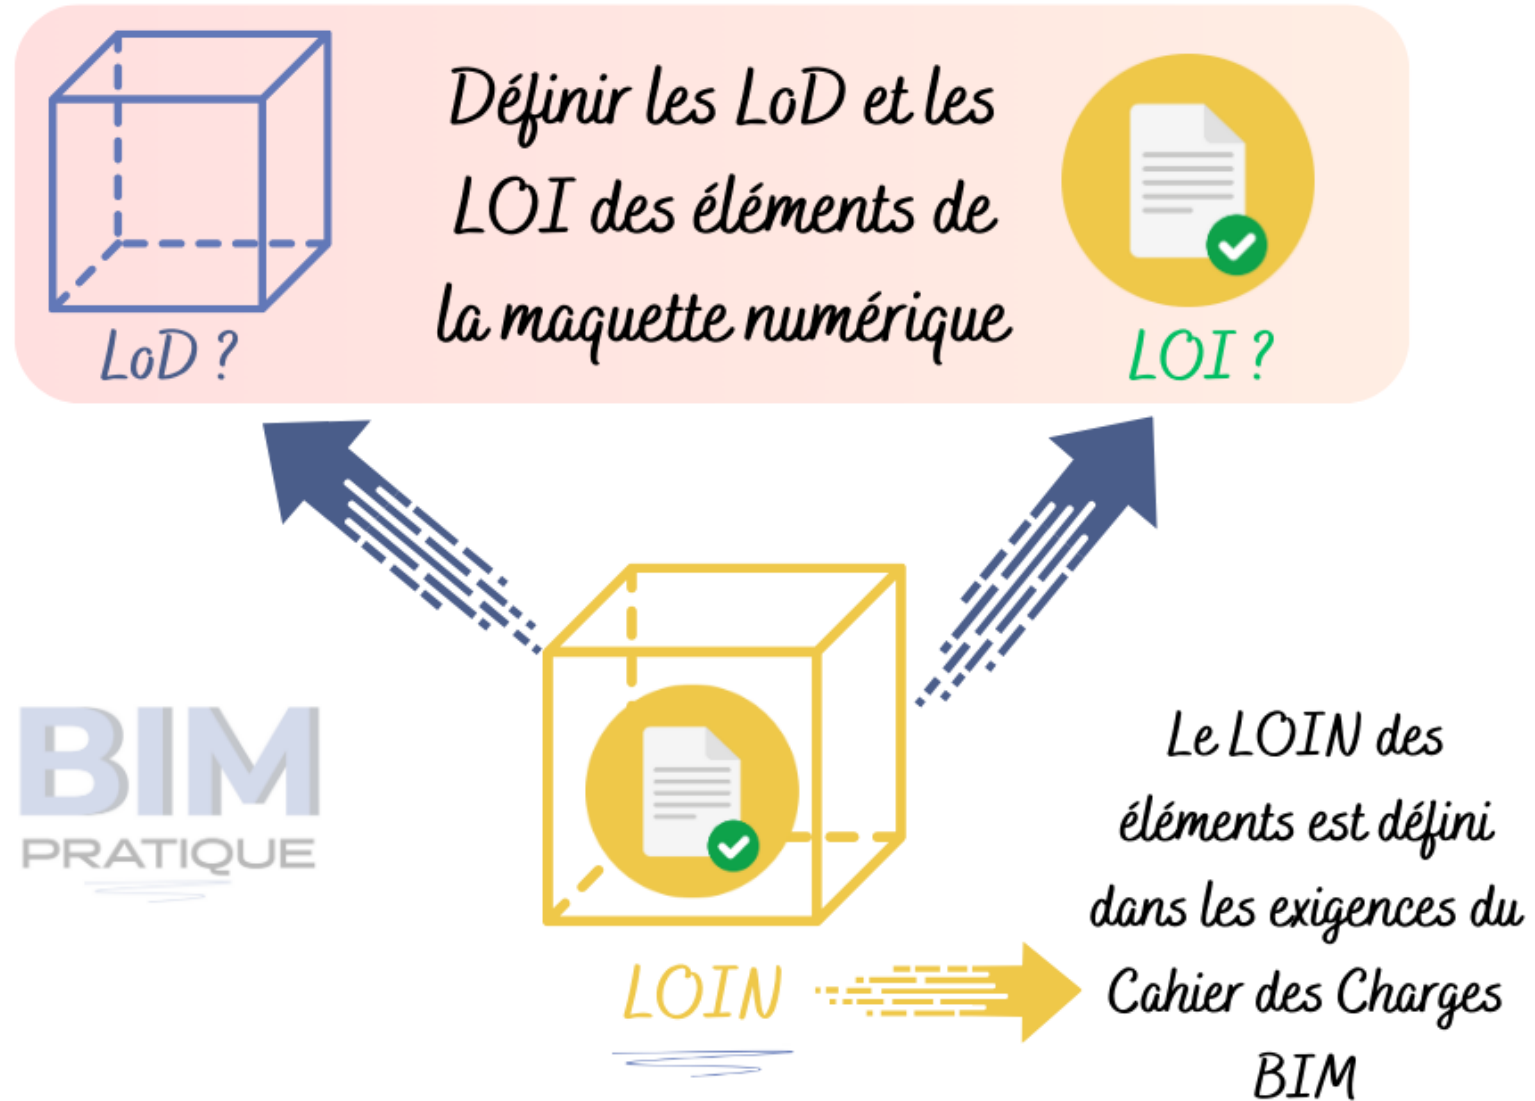 Définir les LoD et les
LOI des éléments de
la maquette numérique
LoD ?
LOI ?
BIM
PRATIQUE
LOIN
Le LOIN des
éléments est défini
dans les exigences du
Cahier des Charges
BIM